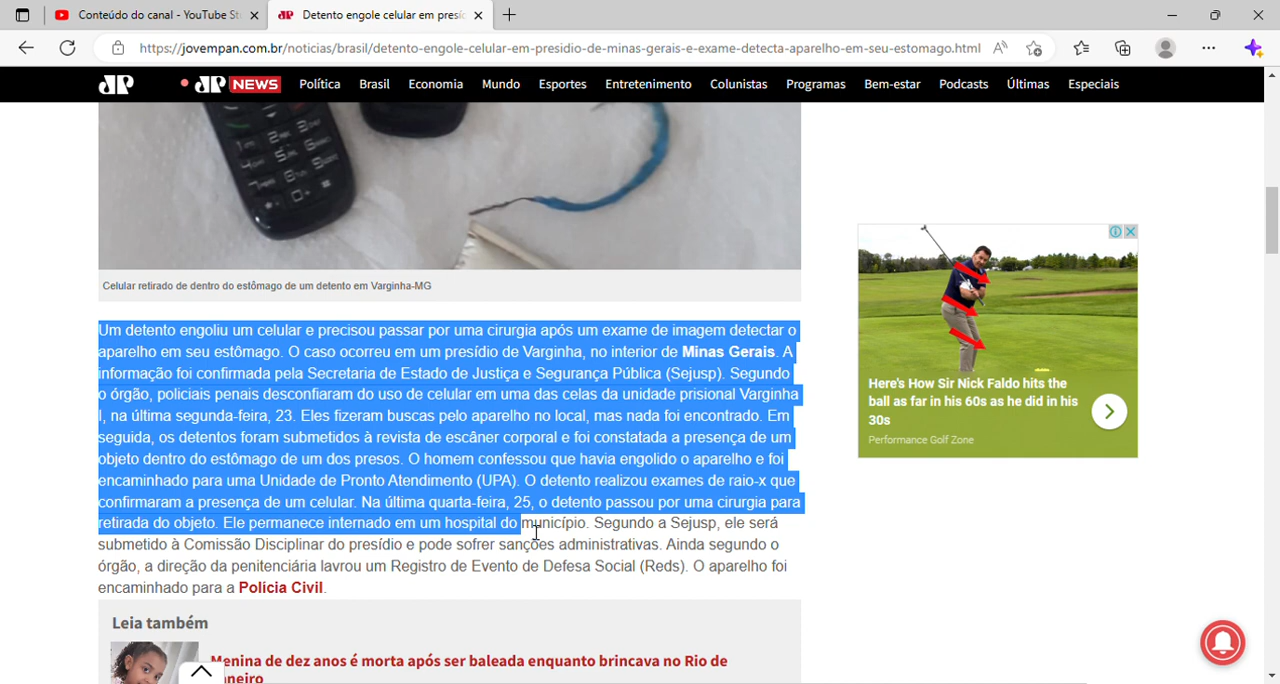 Conteúdo do canal - YouTube St
Detento engole celular em presíd
https://jovempan.com.br/noticias/brasil/detento-engole-celular-em-presidio-de-minas-gerais-e-exame-detecta-aparelho-em-seu-estomago.html
JP
JP NEWS Política Brasil Economia Mundo Esportes Entretenimento Colunistas Programas Bem-estar Podcasts Últimas Especiais
Celular retirado de dentro do estômago de um detento em Varginha-MG
Um detento engoliu um celular e precisou passar por uma cirurgia após um exame de imagem detectar o
aparelho em seu estômago. O caso ocorreu em um presídio de Varginha, no interior de Minas Gerais. A
informação foi confirmada pela Secretaria de Estado de Justiça e Segurança Pública (Sejusp). Segundo
o órgão, policiais penais desconfiaram do uso de celular em uma das celas da unidade prisional Varginha
I, na última segunda-feira, 23. Eles fizeram buscas pelo aparelho no local, mas nada foi encontrado. Em
seguida, os detentos foram submetidos à revista de escâner corporal e foi constatada a presença de um
objeto dentro do estômago de um dos presos. O homem confessou que havia engolido o aparelho e foi
encaminhado para uma Unidade de Pronto Atendimento (UPA). O detento realizou exames de raio-x que
confirmaram a presença de um celular. Na última quarta-feira, 25, o detento passou por uma cirurgia para
retirada do objeto. Ele permanece internado em um hospital do município. Segundo a Sejusp, ele será
submetido à Comissão Disciplinar do presídio e pode sofrer sanções administrativas. Ainda segundo o
órgão, a direção da penitenciária lavrou um Registro de Evento de Defesa Social (Reds). O aparelho foi
encaminhado para a Polícia Civil.
Leia também
Menina de dez anos é morta após ser baleada enquanto brincava no Rio de
Janeiro
Here's How Sir Nick Faldo hits the
ball as far in his 60s as he did in his
30s
Performance Golf Zone